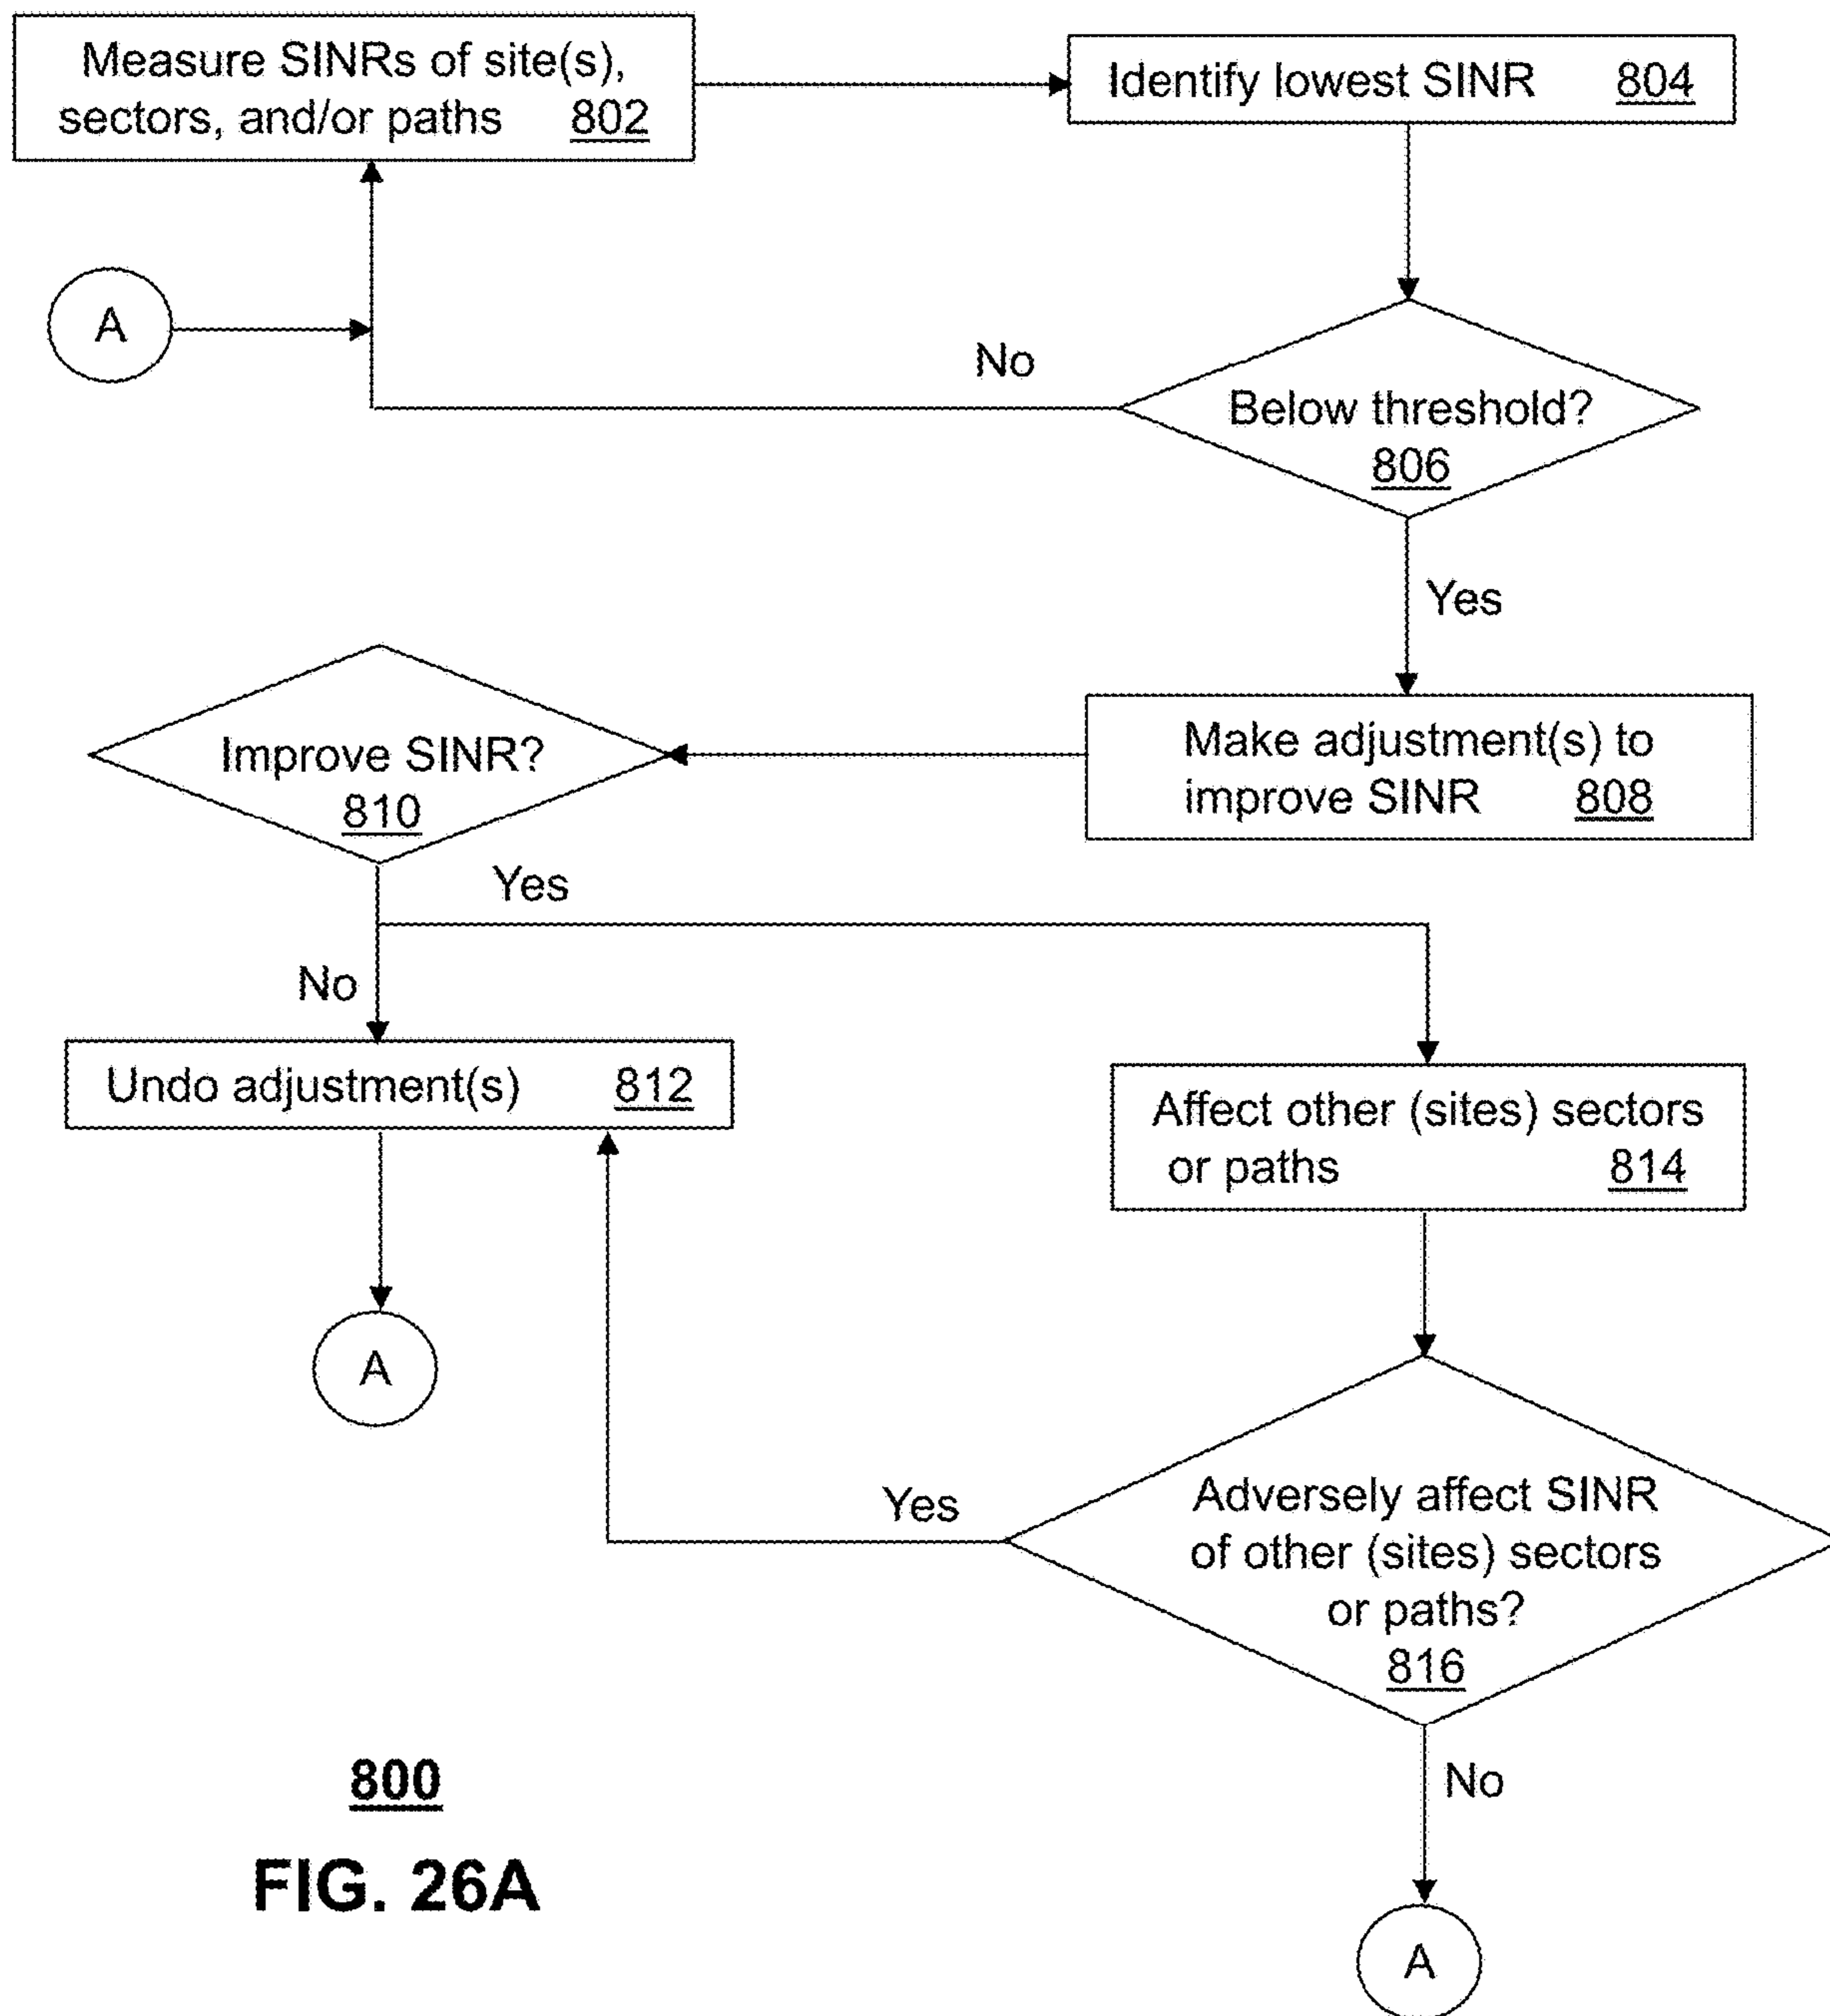 Measure SINRs of site(s),
sectors, and/or paths 802
Identify lowest SINR 804
A
No
Below threshold?
806
Yes
Improve SINR?
810
Make adjustment(s) to
improve SINR 808
Yes
No
Undo adjustment(s) 812
Affect other (sites) sectors
or paths 814
A
Yes
Adversely affect SINR
of other (sites) sectors
or paths?
816
No
800
FIG. 26A
A